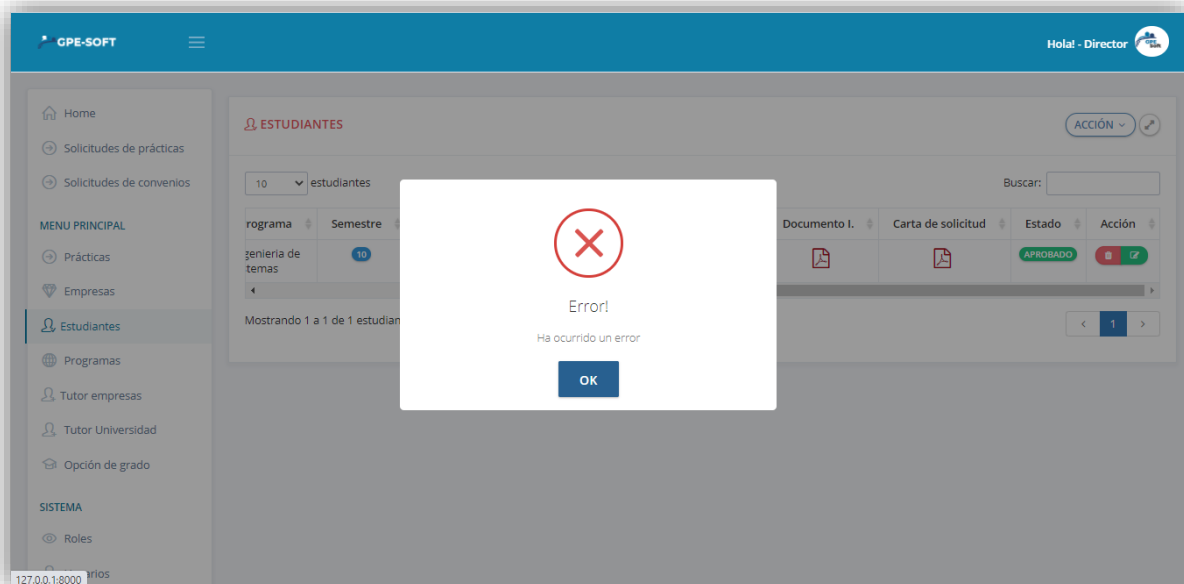 GPE-SOFT
Hola! - Director
Home
Solicitudes de prácticas
Solicitudes de convenios
MENU PRINCIPAL
Prácticas
Empresas
Estudiantes
Programas
Tutor empresas
Tutor Universidad
Opción de grado
SISTEMA
Roles
arios
127.0.0.1:8000
ESTUDIANTES
ACCIÓN
10 estudiantes
Buscar:
rograma Semestre Documento I. Carta de solicitud Estado Acción
genieria de
temas
10 APROBADO
Mostrando 1 a 1 de 1 estudian
< 1 >
Error!
Ha ocurrido un error
OK